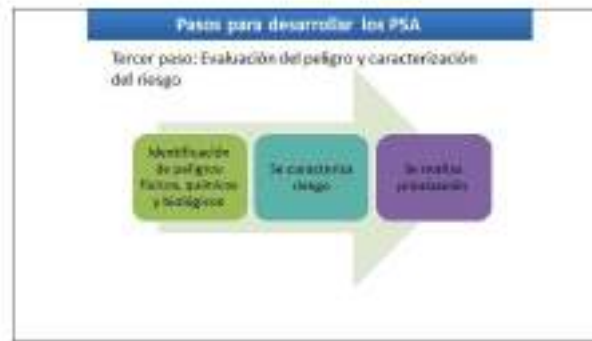 Pasos para desarrollar los PSA
Tercer paso: Evaluación del peligro y caracterización
del riesgo
Identificación
de peligros
físicos, químicos
y biológicos
Se caracteriza
riesgo
Se realiza
priorización